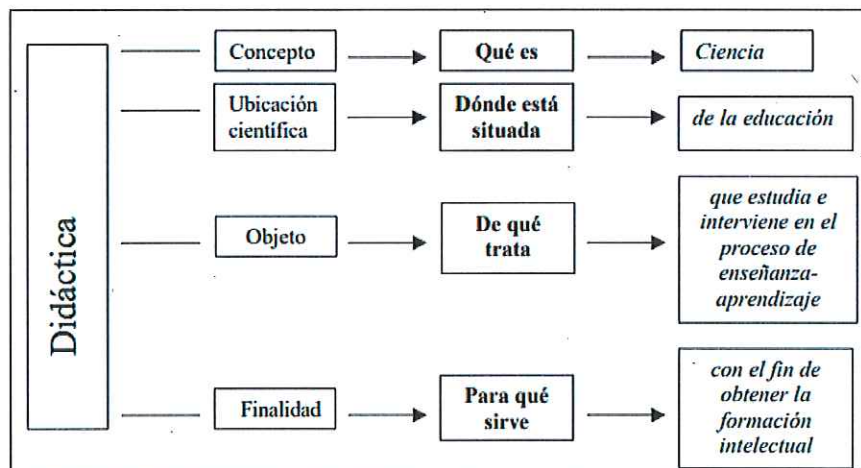 Didáctica
Concepto
Qué es
Ciencia
Ubicación
científica
Dónde está
situada
de la educación
Objeto
De qué
trata
que estudia e
interviene en el
proceso de
enseñanza-
aprendizaje
Finalidad
Para qué
sirve
con el fin de
obtener la
formación
intelectual